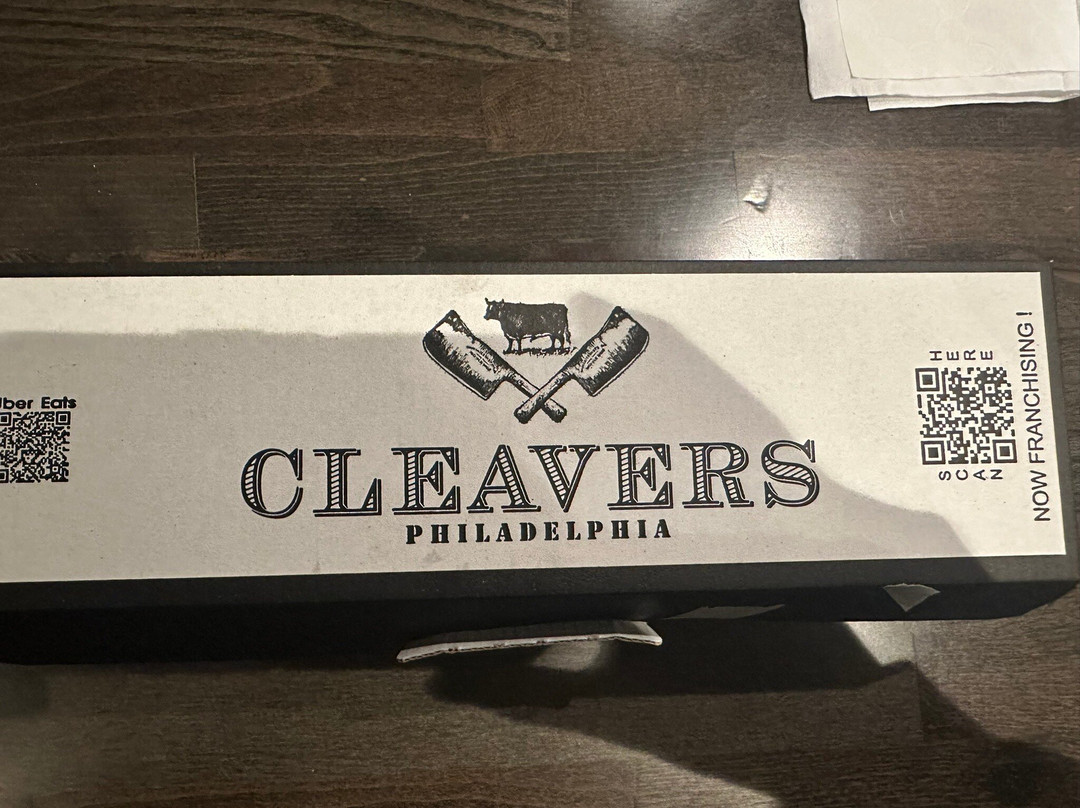 Uber Eats
CLEAVERS
PHILADELPHIA
SCAN
HERE
NOW FRANCHISING!